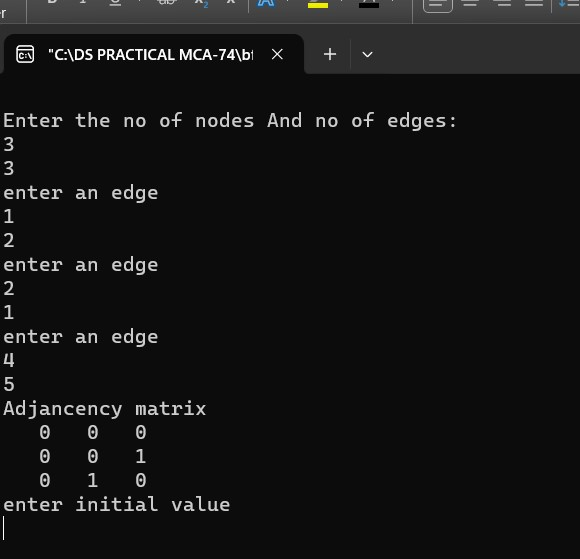 "C:\DS PRACTICAL MCA-74\bf
Enter the no of nodes And no of edges:
3
3
enter an edge
1
2
enter an edge
2
1
enter an edge
4
5
Adjancency matrix
0 0 0
0 0 1
0 1 0
enter initial value